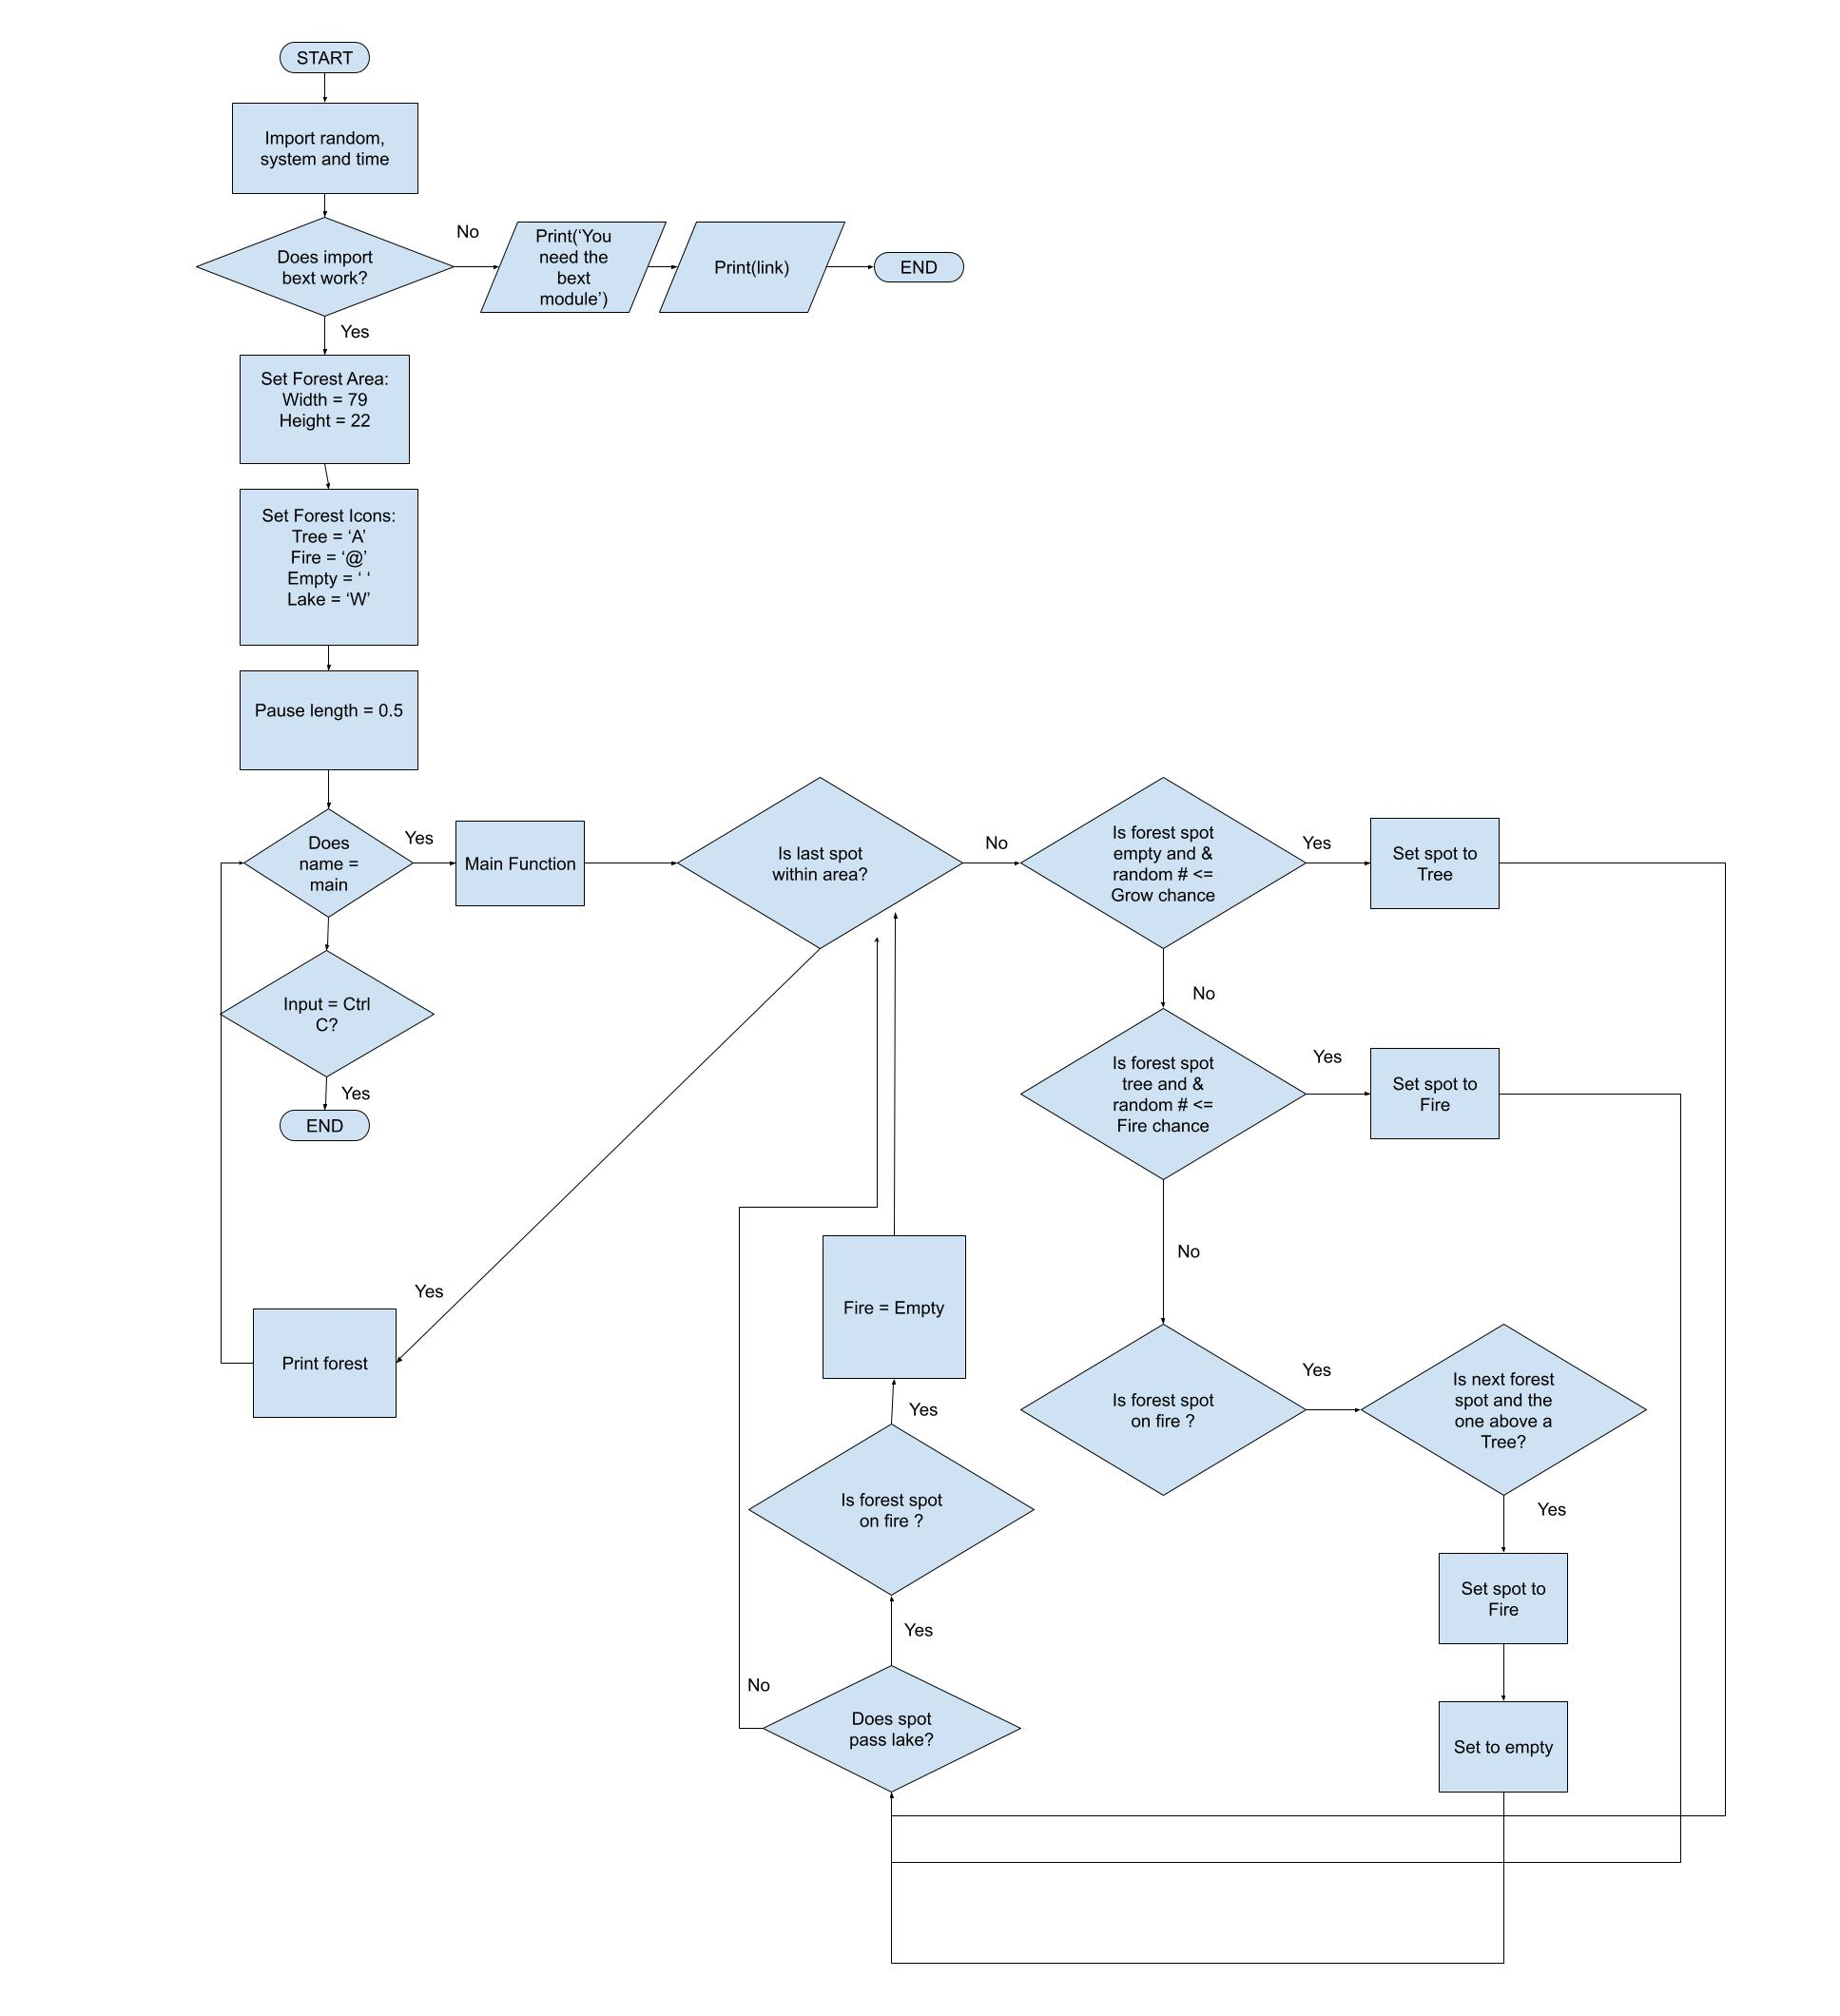 START
Import random,
system and time
Does import
bext work?
No
Print(‘You
need the
bext
module’)
Print(link)
END
Yes
Set Forest Area:
Width = 79
Height = 22
Set Forest Icons:
Tree = ‘A’
Fire = ‘@’
Empty = ‘ ‘
Lake = ‘W’
Pause length = 0.5
Does
name =
main
Yes
Main Function
Is last spot
within area?
No
Is forest spot
empty and &
random # <=
Grow chance
Yes
Set spot to
Tree
Input = Ctrl
C?
Yes
END
No
Is forest spot
tree and &
random # <=
Fire chance
Yes
Set spot to
Fire
No
Yes
Print forest
Fire = Empty
Yes
Is forest spot
on fire ?
Yes
Is next forest
spot and the
one above a
Tree?
Yes
Is forest spot
on fire ?
Set spot to
Fire
Yes
No
Does spot
pass lake?
Set to empty